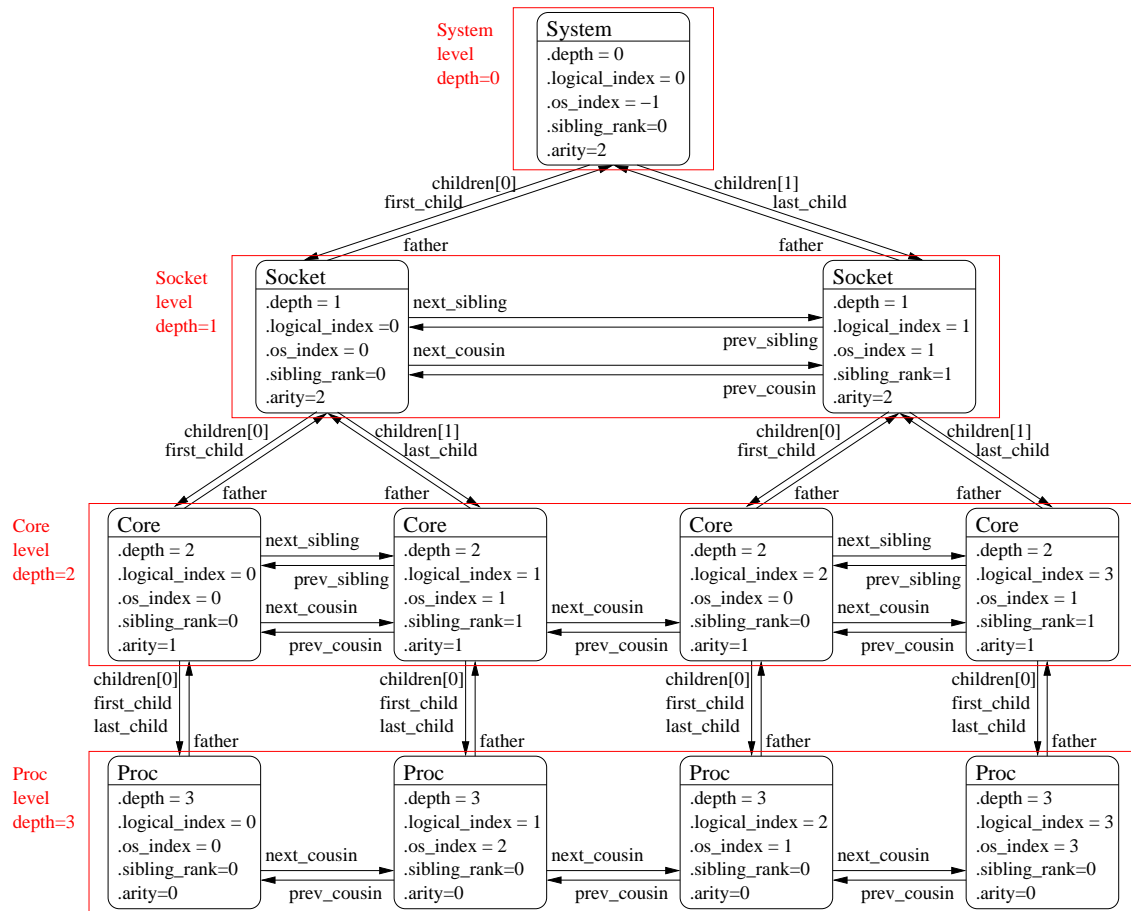 System
level
depth=0
System
.depth = 0
.logical_index = 0
.os_index = −1
.sibling_rank=0
.arity=2
children[0]
first_child
children[1]
last_child
father
father
Socket
level
depth=1
Socket
.depth = 1
.logical_index =0
.os_index = 0
.sibling_rank=0
.arity=2
next_sibling
prev_sibling
next_cousin
prev_cousin
Socket
.depth = 1
.logical_index = 1
.os_index = 1
.sibling_rank=1
.arity=2
children[0]
first_child
children[1]
last_child
children[0]
first_child
children[1]
last_child
father
father
father
father
Core
level
depth=2
Core
.depth = 2
.logical_index = 0
.os_index = 0
.sibling_rank=0
.arity=1
next_sibling
prev_sibling
next_cousin
prev_cousin
Core
.depth = 2
.logical_index = 1
.os_index = 1
.sibling_rank=1
.arity=1
next_cousin
prev_cousin
Core
.depth = 2
.logical_index = 2
.os_index = 0
.sibling_rank=0
.arity=1
next_sibling
prev_sibling
next_cousin
prev_cousin
Core
.depth = 2
.logical_index = 3
.os_index = 1
.sibling_rank=1
.arity=1
children[0]
first_child
last_child
father
children[0]
first_child
last_child
father
children[0]
first_child
last_child
father
children[0]
first_child
last_child
father
Proc
level
depth=3
Proc
.depth = 3
.logical_index = 0
.os_index = 0
.sibling_rank=0
.arity=0
next_cousin
prev_cousin
Proc
.depth = 3
.logical_index = 1
.os_index = 2
.sibling_rank=0
.arity=0
next_cousin
prev_cousin
Proc
.depth = 3
.logical_index = 2
.os_index = 1
.sibling_rank=0
.arity=0
next_cousin
prev_cousin
Proc
.depth = 3
.logical_index = 3
.os_index = 3
.sibling_rank=0
.arity=0